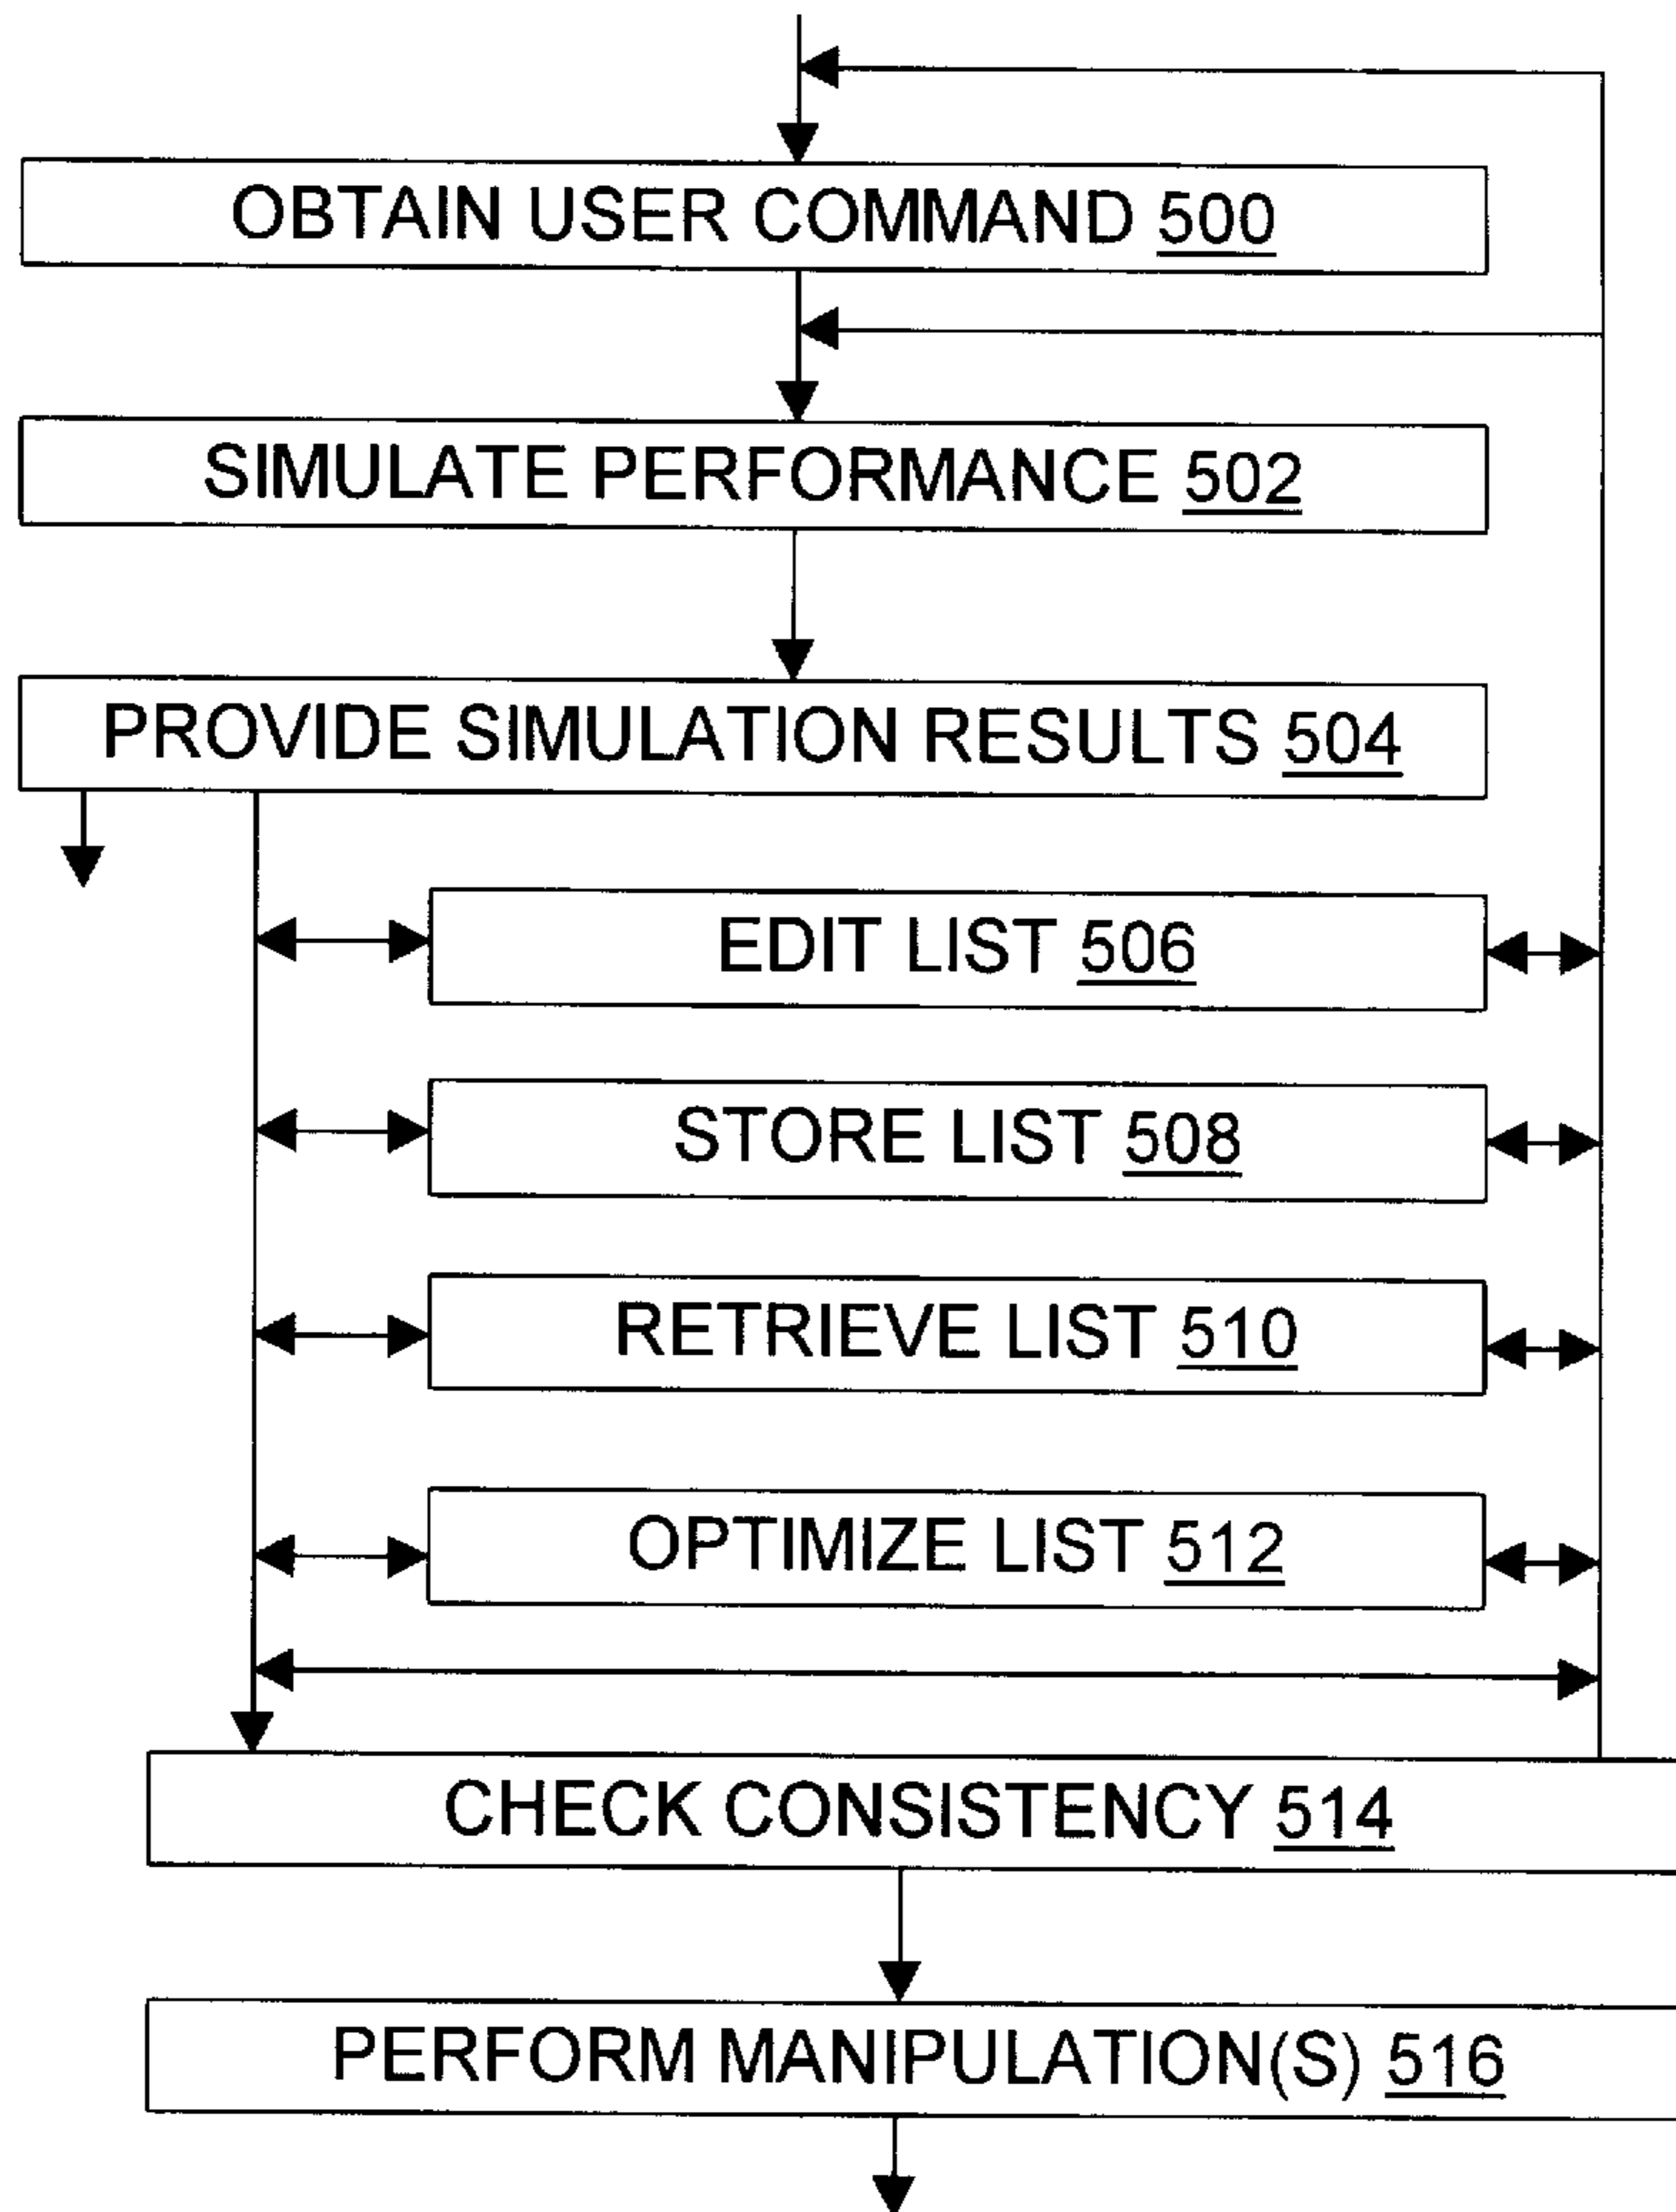 OBTAIN USER COMMAND 500
SIMULATE PERFORMANCE 502
PROVIDE SIMULATION RESULTS 504
EDIT LIST 506
STORE LIST 508
RETRIEVE LIST 510
OPTIMIZE LIST 512
CHECK CONSISTENCY 514
PERFORM MANIPULATION(S) 516